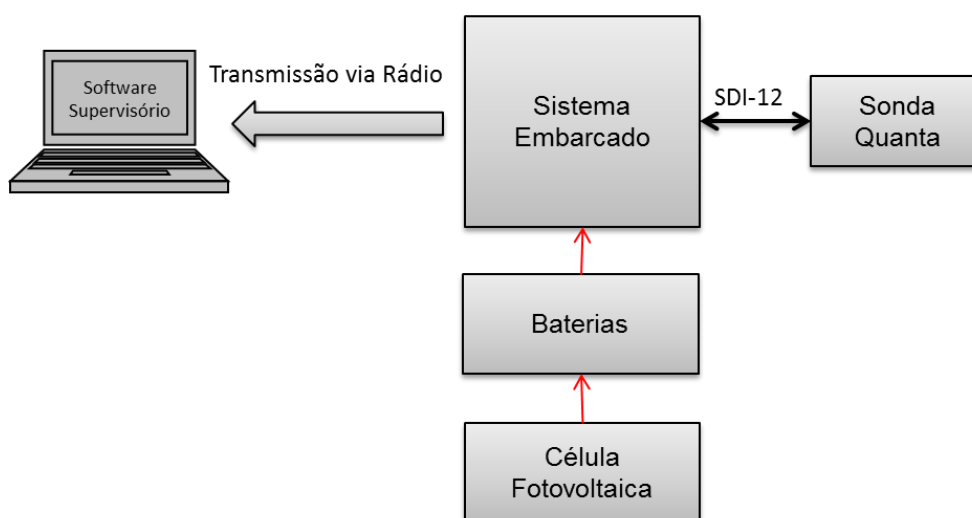 Software
Supervisório
Transmissão via Rádio
Sistema
Embarcado
SDI-12
Sonda
Quanta
Baterias
Célula
Fotovoltaica